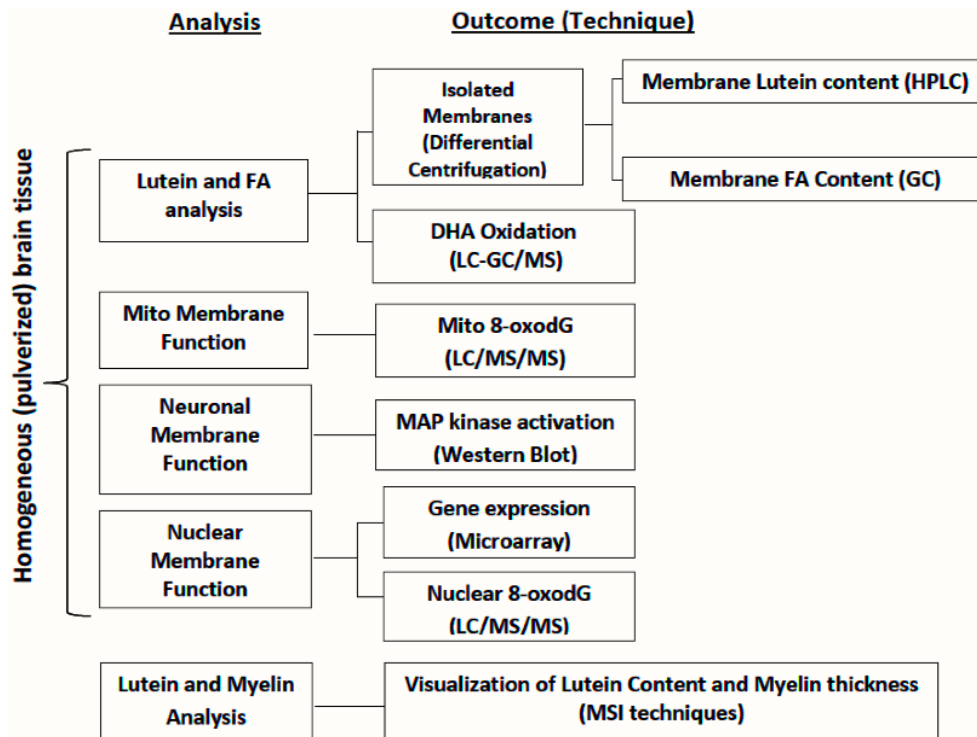 Analysis
Outcome (Technique)
Homogeneous (pulverized) brain tissue
Lutein and FA
analysis
Isolated
Membranes
(Differential
Centrifugation)
Membrane Lutein content (HPLC)
Membrane FA Content (GC)
DHA Oxidation
(LC-GC/MS)
Mito Membrane
Function
Mito 8-oxodG
(LC/MS/MS)
Neuronal
Membrane
Function
MAP kinase activation
(Western Blot)
Nuclear
Membrane
Function
Gene expression
(Microarray)
Nuclear 8-oxodG
(LC/MS/MS)
Lutein and Myelin
Analysis
Visualization of Lutein Content and Myelin thickness
(MSI techniques)